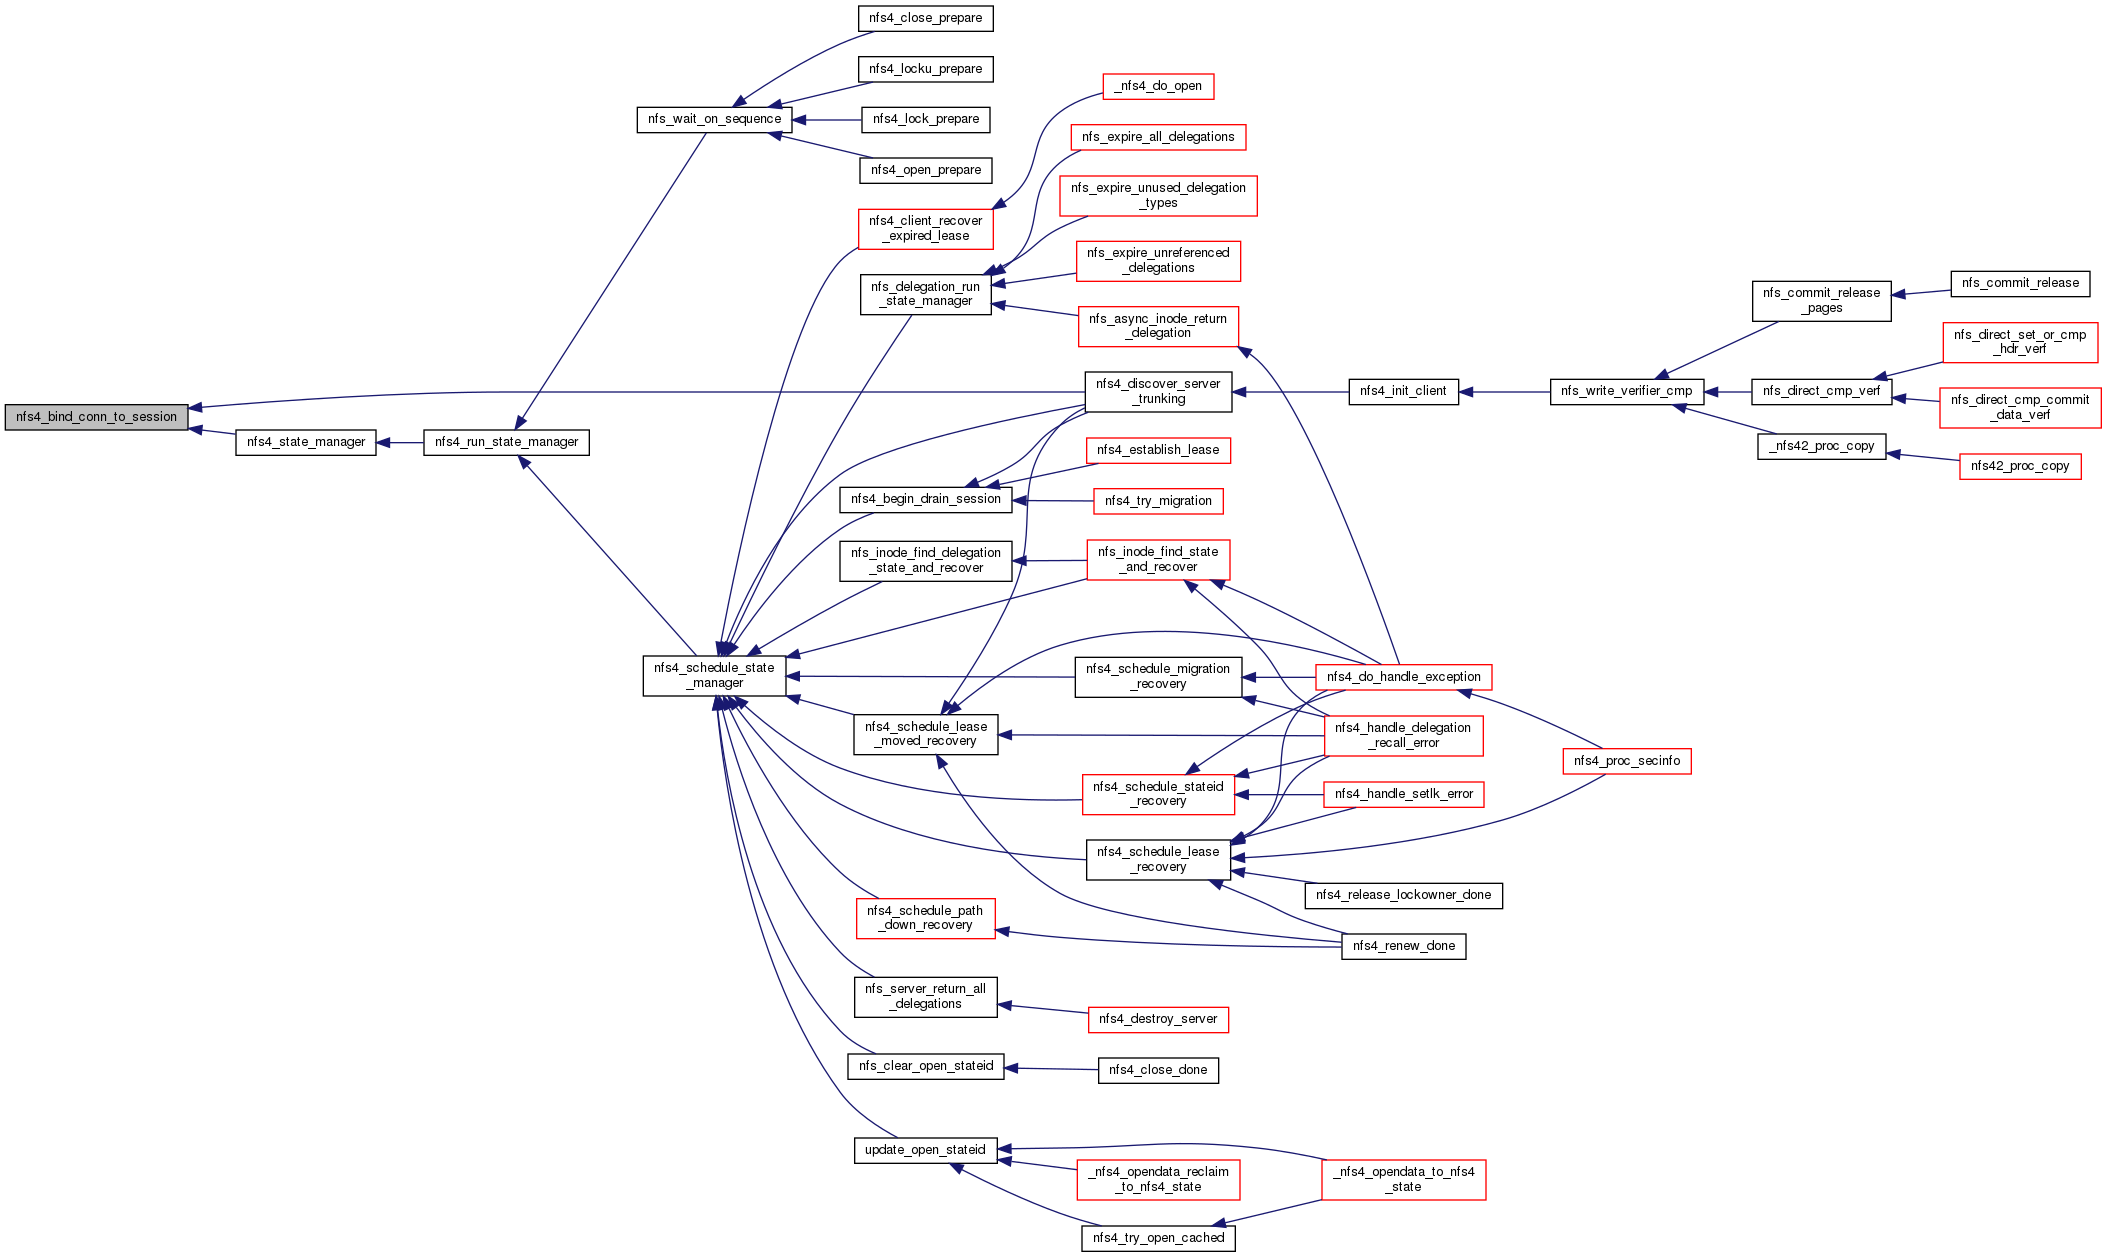 nfs4_close_prepare
nfs4_locku_prepare
nfs_wait_on_sequence
nfs4_lock_prepare
nfs4_open_prepare
_nfs4_do_open
nfs_expire_all_delegations
nfs_expire_unused_delegation
_types
nfs4_client_recover
_expired_lease
nfs_expire_unreferenced
_delegations
nfs_delegation_run
_state_manager
nfs_async_inode_return
_delegation
nfs_commit_release
_pages
nfs_commit_release
nfs_direct_set_or_cmp
_hdr_verf
nfs4_discover_server
_trunking
nfs4_init_client
nfs_write_verifier_cmp
nfs_direct_cmp_verf
nfs_direct_cmp_commit
_data_verf
nfs4_bind_conn_to_session
nfs4_state_manager
nfs4_run_state_manager
nfs4_establish_lease
_nfs42_proc_copy
nfs42_proc_copy
nfs4_begin_drain_session
nfs4_try_migration
nfs_inode_find_delegation
_state_and_recover
nfs_inode_find_state
_and_recover
nfs4_schedule_state
_manager
nfs4_schedule_migration
_recovery
nfs4_do_handle_exception
nfs4_schedule_lease
_moved_recovery
nfs4_handle_delegation
_recall_error
nfs4_proc_secinfo
nfs4_schedule_stateid
_recovery
nfs4_handle_setlk_error
nfs4_schedule_lease
_recovery
nfs4_release_lockowner_done
nfs4_schedule_path
_down_recovery
nfs4_renew_done
nfs_server_return_all
_delegations
nfs4_destroy_server
nfs_clear_open_stateid
nfs4_close_done
update_open_stateid
_nfs4_opendata_reclaim
_to_nfs4_state
_nfs4_opendata_to_nfs4
_state
nfs4_try_open_cached